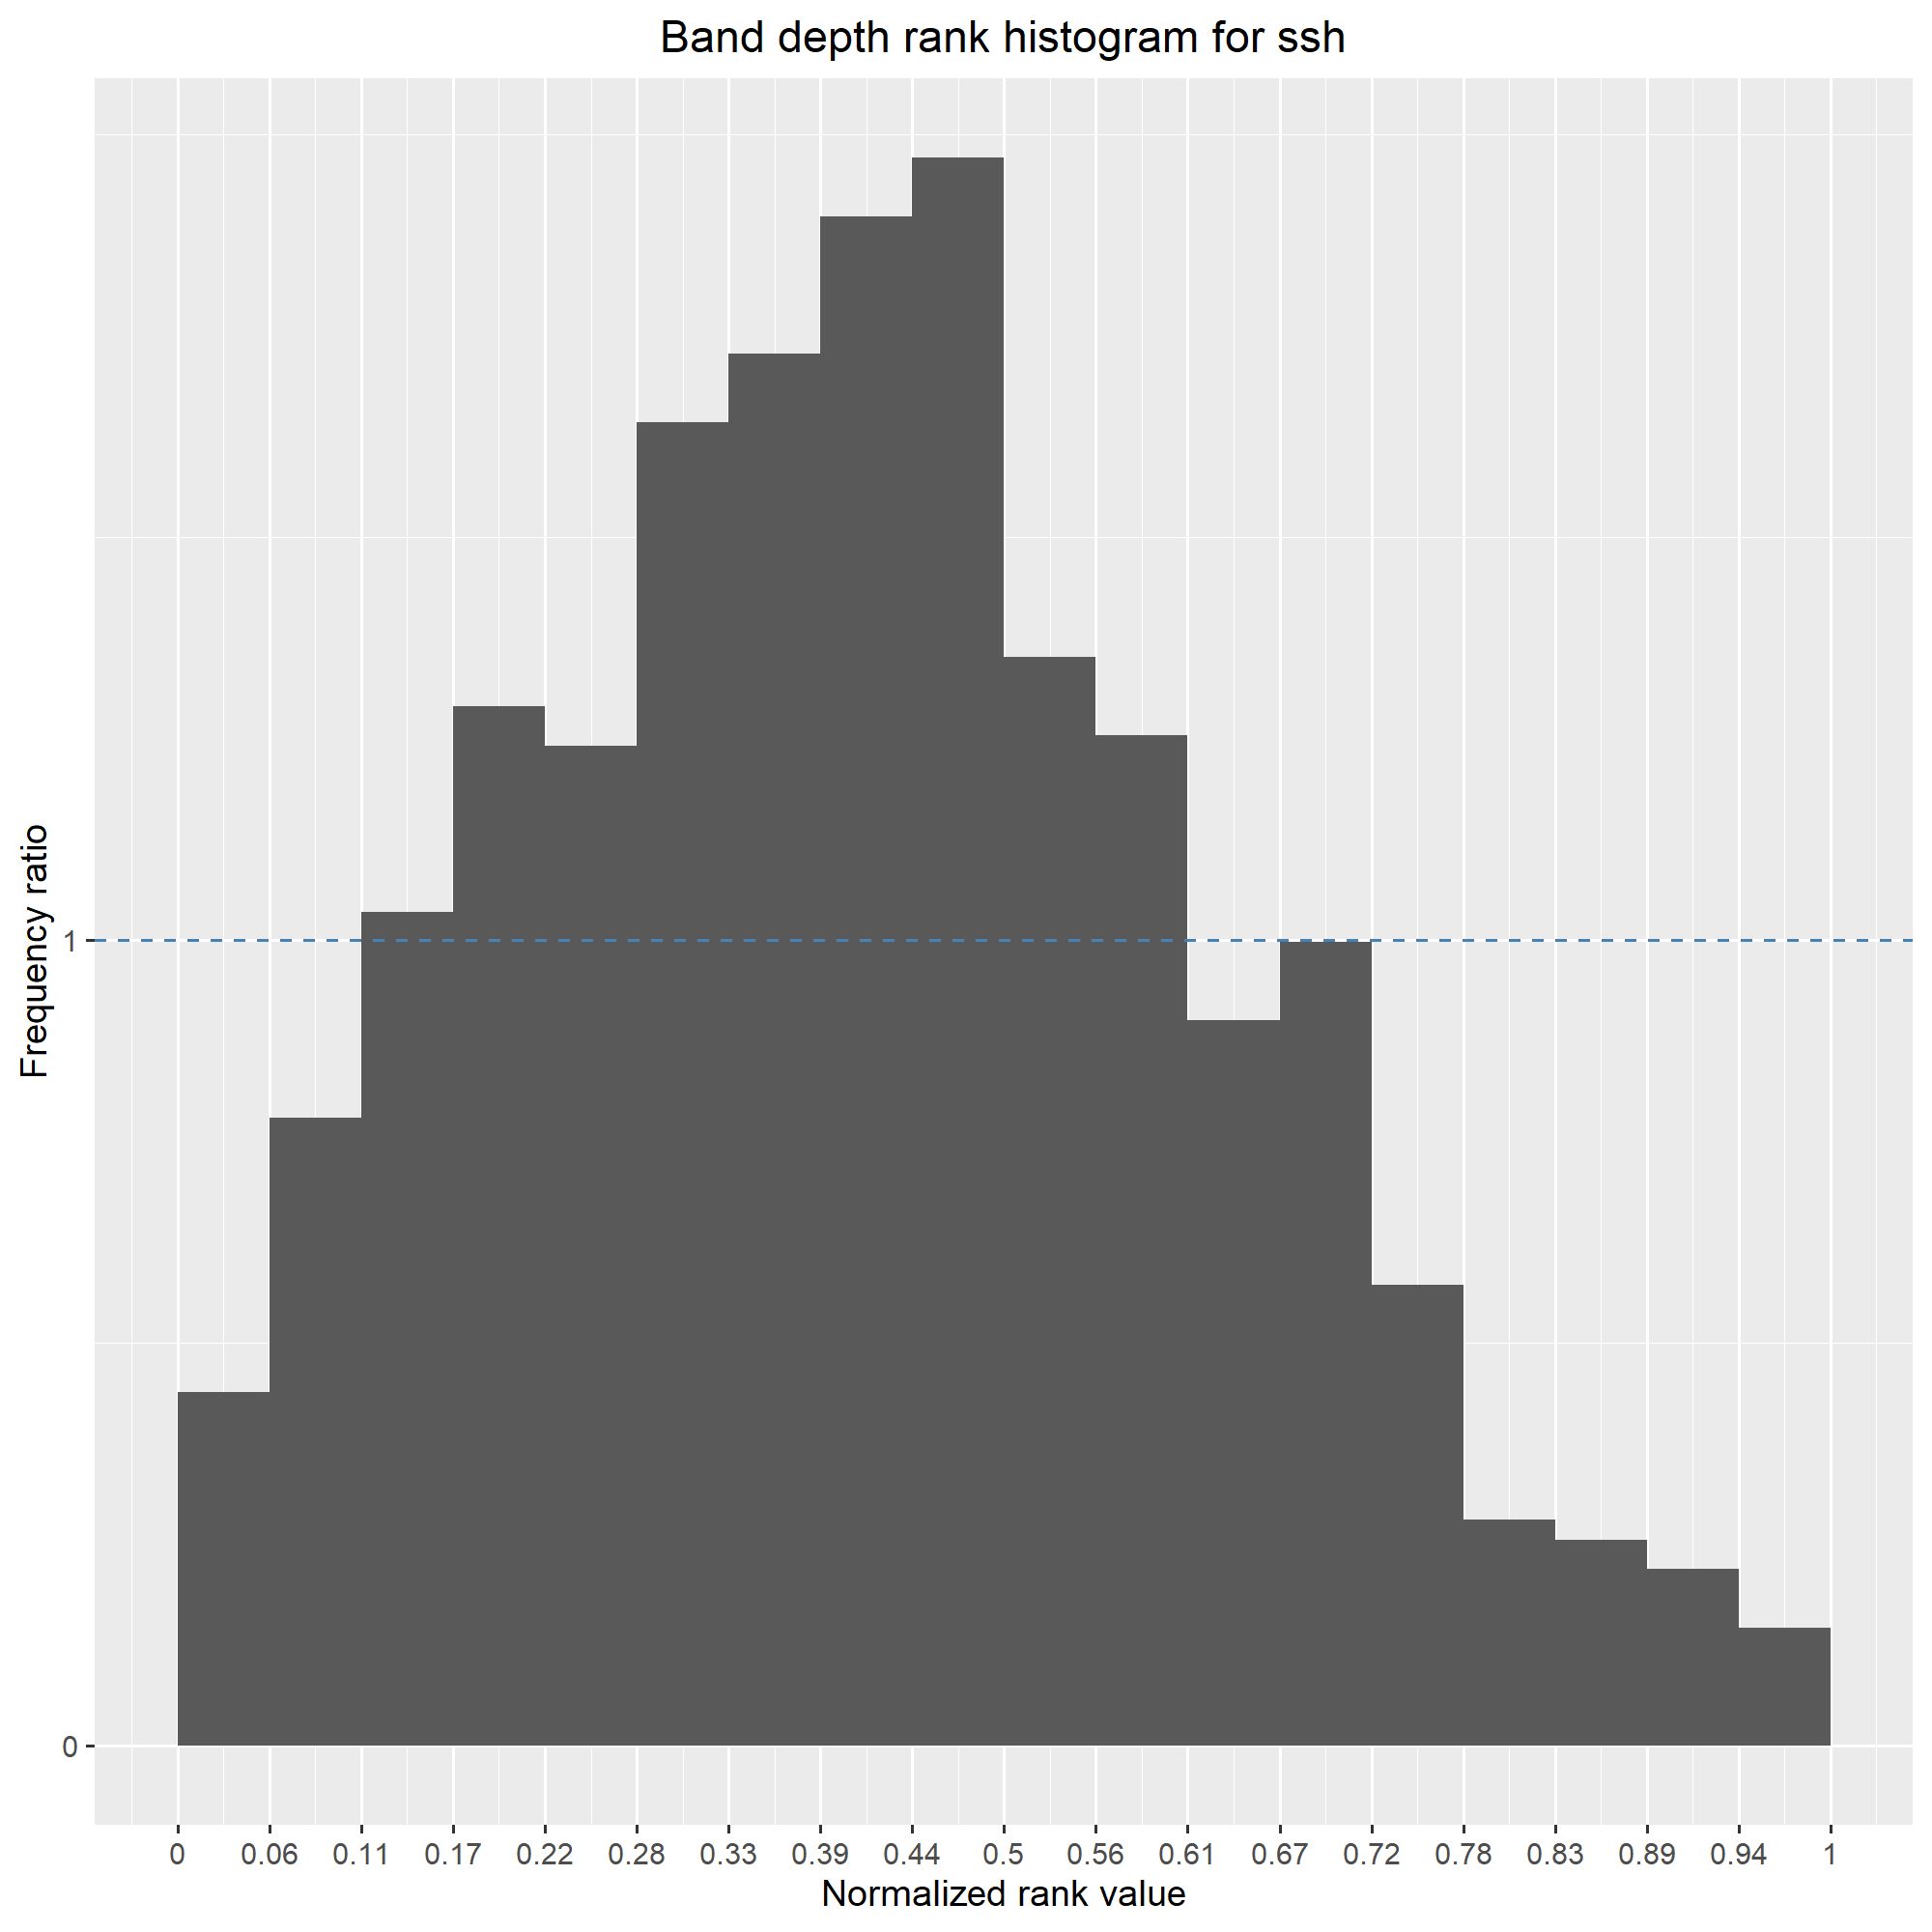 Band depth rank histogram for ssh
Frequency ratio
1
0
0 0.06 0.11 0.17 0.22 0.28 0.33 0.39 0.44 0.5 0.56 0.61 0.67 0.72 0.78 0.83 0.89 0.94 1
Normalized rank value